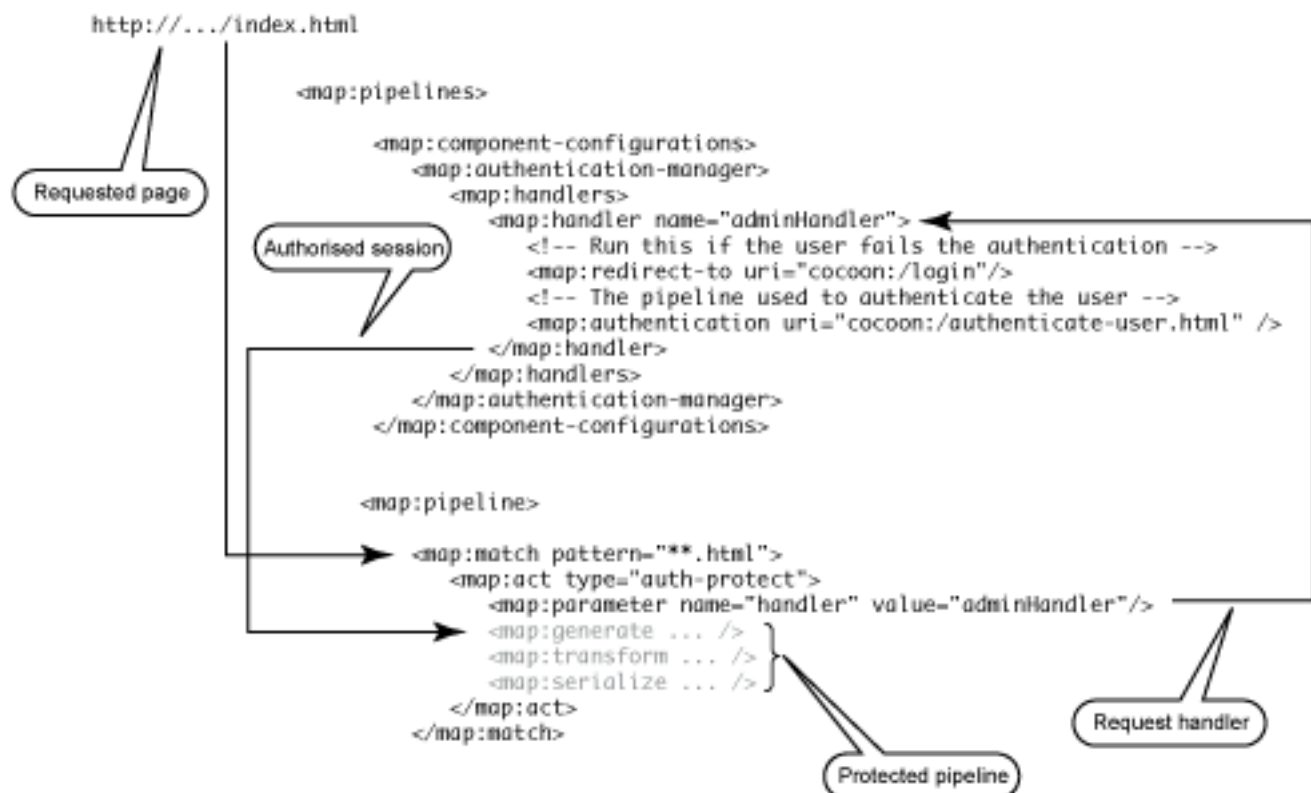 http://.../index.html
<map:pipelines>
<map:component-configurations>
<map:authentication-manager>
Requested page
<map:handlers>
<map:handler name="adminHandler">
Authorised session
<!-- Run this if the user fails the authentication -->
<map:redirect-to uri="cocoon:/login"/>
<!-- The pipeline used to authenticate the user -->
<map:authentication uri="cocoon:/authenticate-user.html" />
</map:handler>
</map:handlers>
</map:authentication-manager>
</map:component-configurations>
<map:pipeline>
<map:match pattern="**.html">
<map:act type="auth-protect">
<map:parameter name="handler" value="adminHandler"/>
<map:generate ... />
<map:transform ... />
<map:serialize ... />
</map:act>
Request handler
</map:match>
Protected pipeline